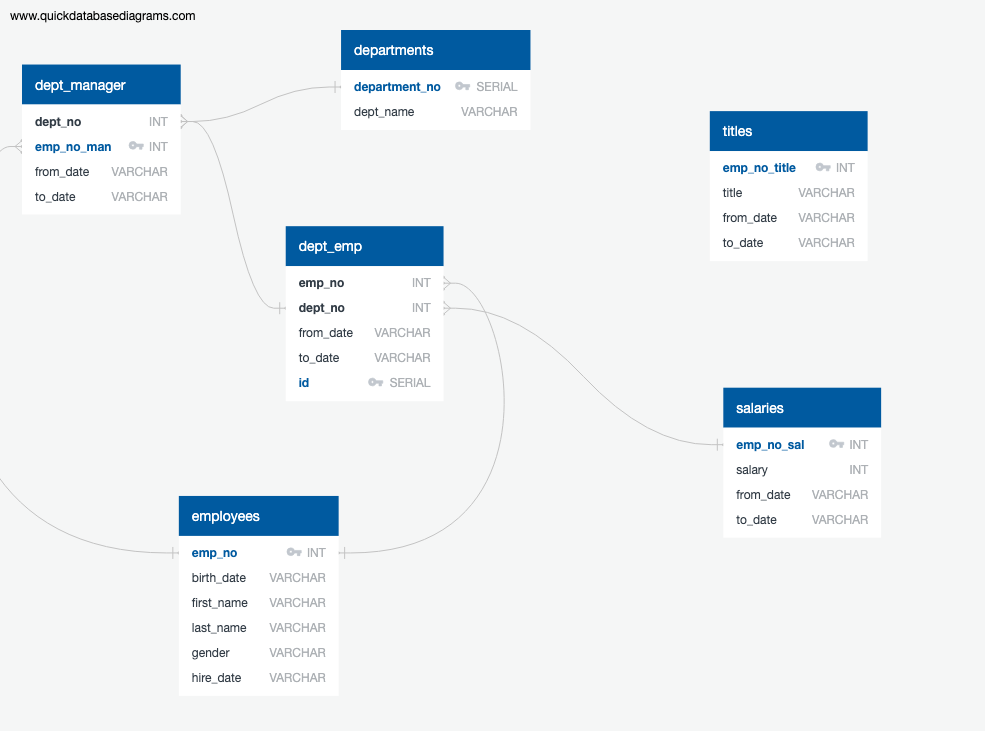 www.quickdatabasediagrams.com
dept_manager
dept_no INT
emp_no_man INT
from_date VARCHAR
to_date VARCHAR
departments
department_no SERIAL
dept_name VARCHAR
titles
emp_no_title INT
title VARCHAR
from_date VARCHAR
to_date VARCHAR
dept_emp
emp_no INT
dept_no INT
from_date VARCHAR
to_date VARCHAR
id SERIAL
salaries
emp_no_sal INT
salary INT
from_date VARCHAR
to_date VARCHAR
employees
emp_no INT
birth_date VARCHAR
first_name VARCHAR
last_name VARCHAR
gender VARCHAR
hire_date VARCHAR